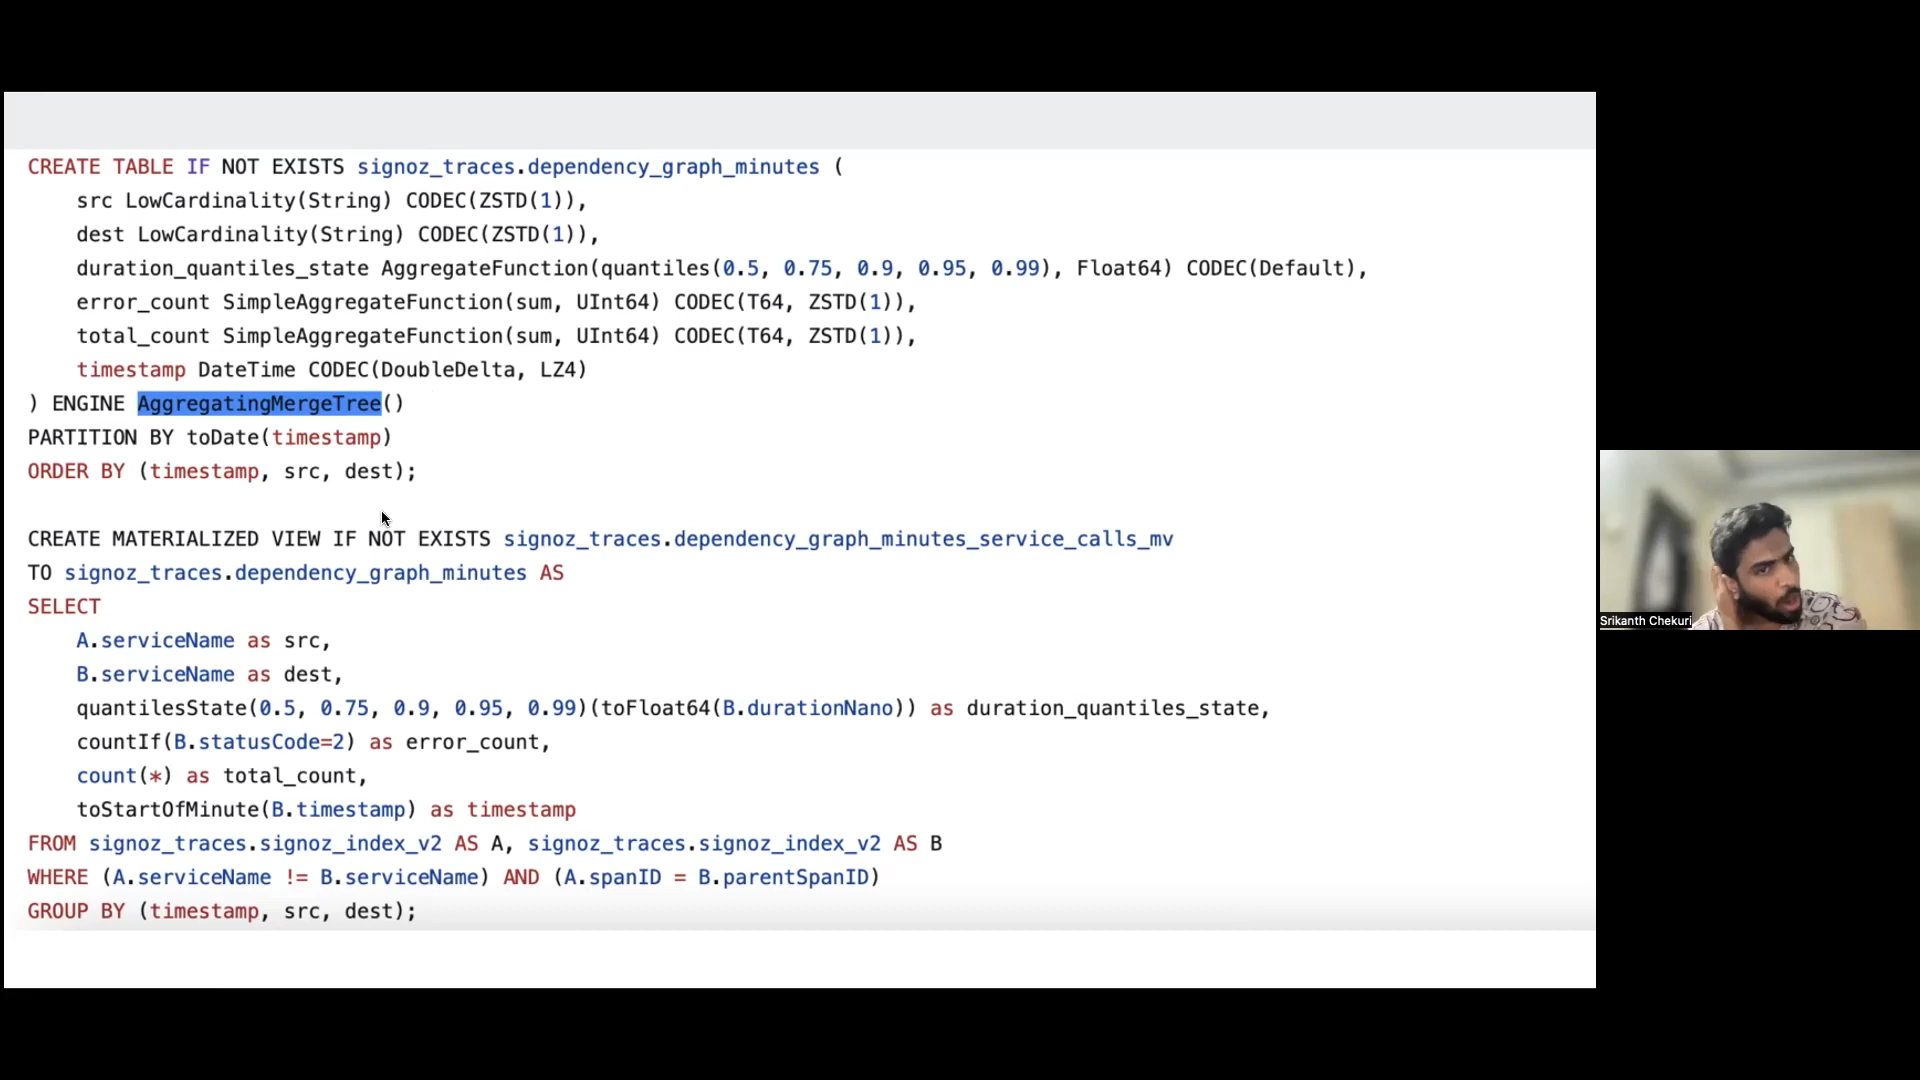 CREATE TABLE IF NOT EXISTS signoz_traces.dependency_graph_minutes (
src LowCardinality(String) CODEC(ZSTD(1)),
dest LowCardinality(String) CODEC(ZSTD(1)),
duration_quantiles_state AggregateFunction(quantiles(0.5, 0.75, 0.9, 0.95, 0.99), Float64) CODEC(Default),
error_count SimpleAggregateFunction(sum, UInt64) CODEC(T64, ZSTD(1)),
total_count SimpleAggregateFunction(sum, UInt64) CODEC(T64, ZSTD(1)),
timestamp DateTime CODEC(DoubleDelta, LZ4)
) ENGINE AggregatingMergeTree()
PARTITION BY toDate(timestamp)
ORDER BY (timestamp, src, dest);
CREATE MATERIALIZED VIEW IF NOT EXISTS signoz_traces.dependency_graph_minutes_service_calls_mv
TO signoz_traces.dependency_graph_minutes AS
SELECT
A.serviceName as src,
B.serviceName as dest,
quantilesState(0.5, 0.75, 0.9, 0.95, 0.99)(toFloat64(B.durationNano)) as duration_quantiles_state,
countIf(B.statusCode=2) as error_count,
count(*) as total_count,
toStartOfMinute(B.timestamp) as timestamp
FROM signoz_traces.signoz_index_v2 AS A, signoz_traces.signoz_index_v2 AS B
WHERE (A.serviceName != B.serviceName) AND (A.spanID = B.parentSpanID)
GROUP BY (timestamp, src, dest);
Srikanth Chekuri